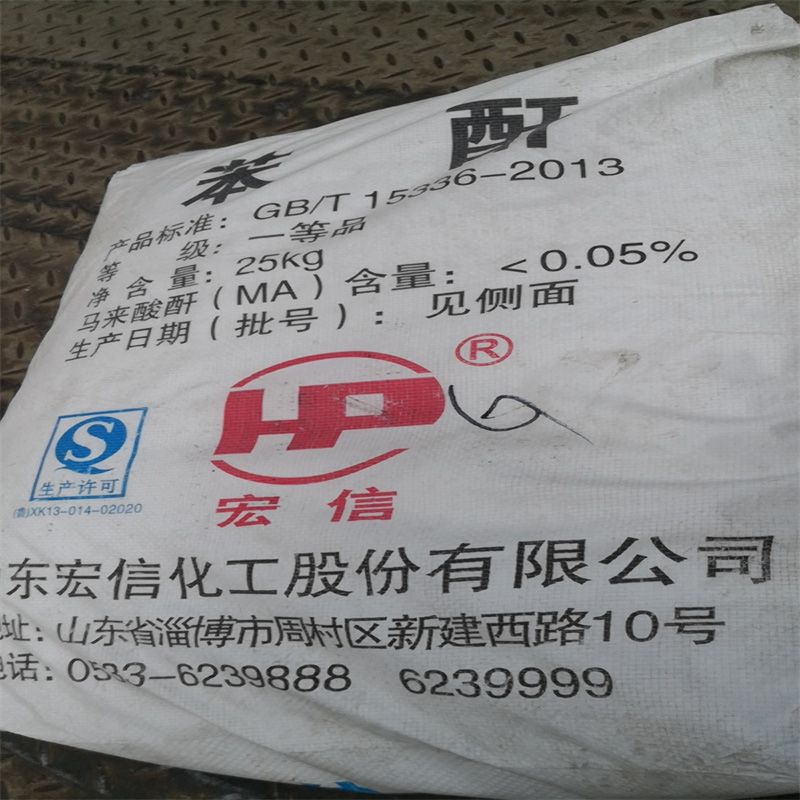 苯酐
产品标准：GB/T 15336-2013
等级：一等品
净含量：25kg
马来酸酐（MA）含量：<0.05%
生产日期（批号）：见侧面
HP ®
宏信
生产许可
(鲁)XK13-014-02020
东宏信化工股份有限公司
址：山东省淄博市周村区新建西路10号
电话：0533-6239888 6239999